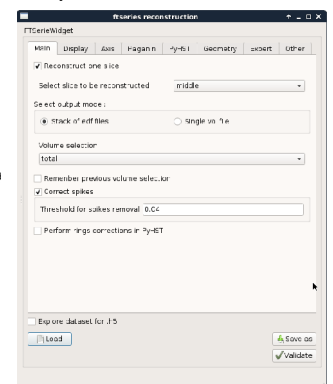 ftseries reconstruction
FTSerieWidget
Main Display Axis Paganin PyHST Geometry Expert Other
Reconstruct one slice
Select slice to be reconstructed middle
Select output mode :
Stack of edf files Single vol file
Volume selection
total
Remember previous volume selection
Correct spikes
Threshold for spikes removal 0.04
Perform rings corrections in PyHST
Explore dataset for .h5
Load Save as
Validate